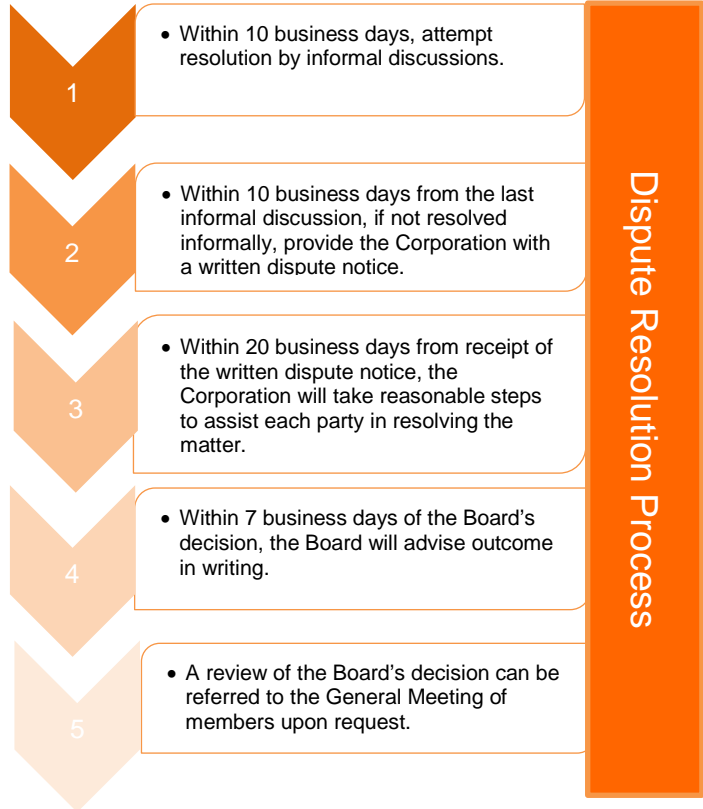 1
• Within 10 business days, attempt
resolution by informal discussions.
2
• Within 10 business days from the last
informal discussion, if not resolved
informally, provide the Corporation with
a written dispute notice.
3
• Within 20 business days from receipt of
the written dispute notice, the
Corporation will take reasonable steps
to assist each party in resolving the
matter.
4
• Within 7 business days of the Board’s
decision, the Board will advise outcome
in writing.
5
• A review of the Board’s decision can be
referred to the General Meeting of
members upon request.
Dispute Resolution Process